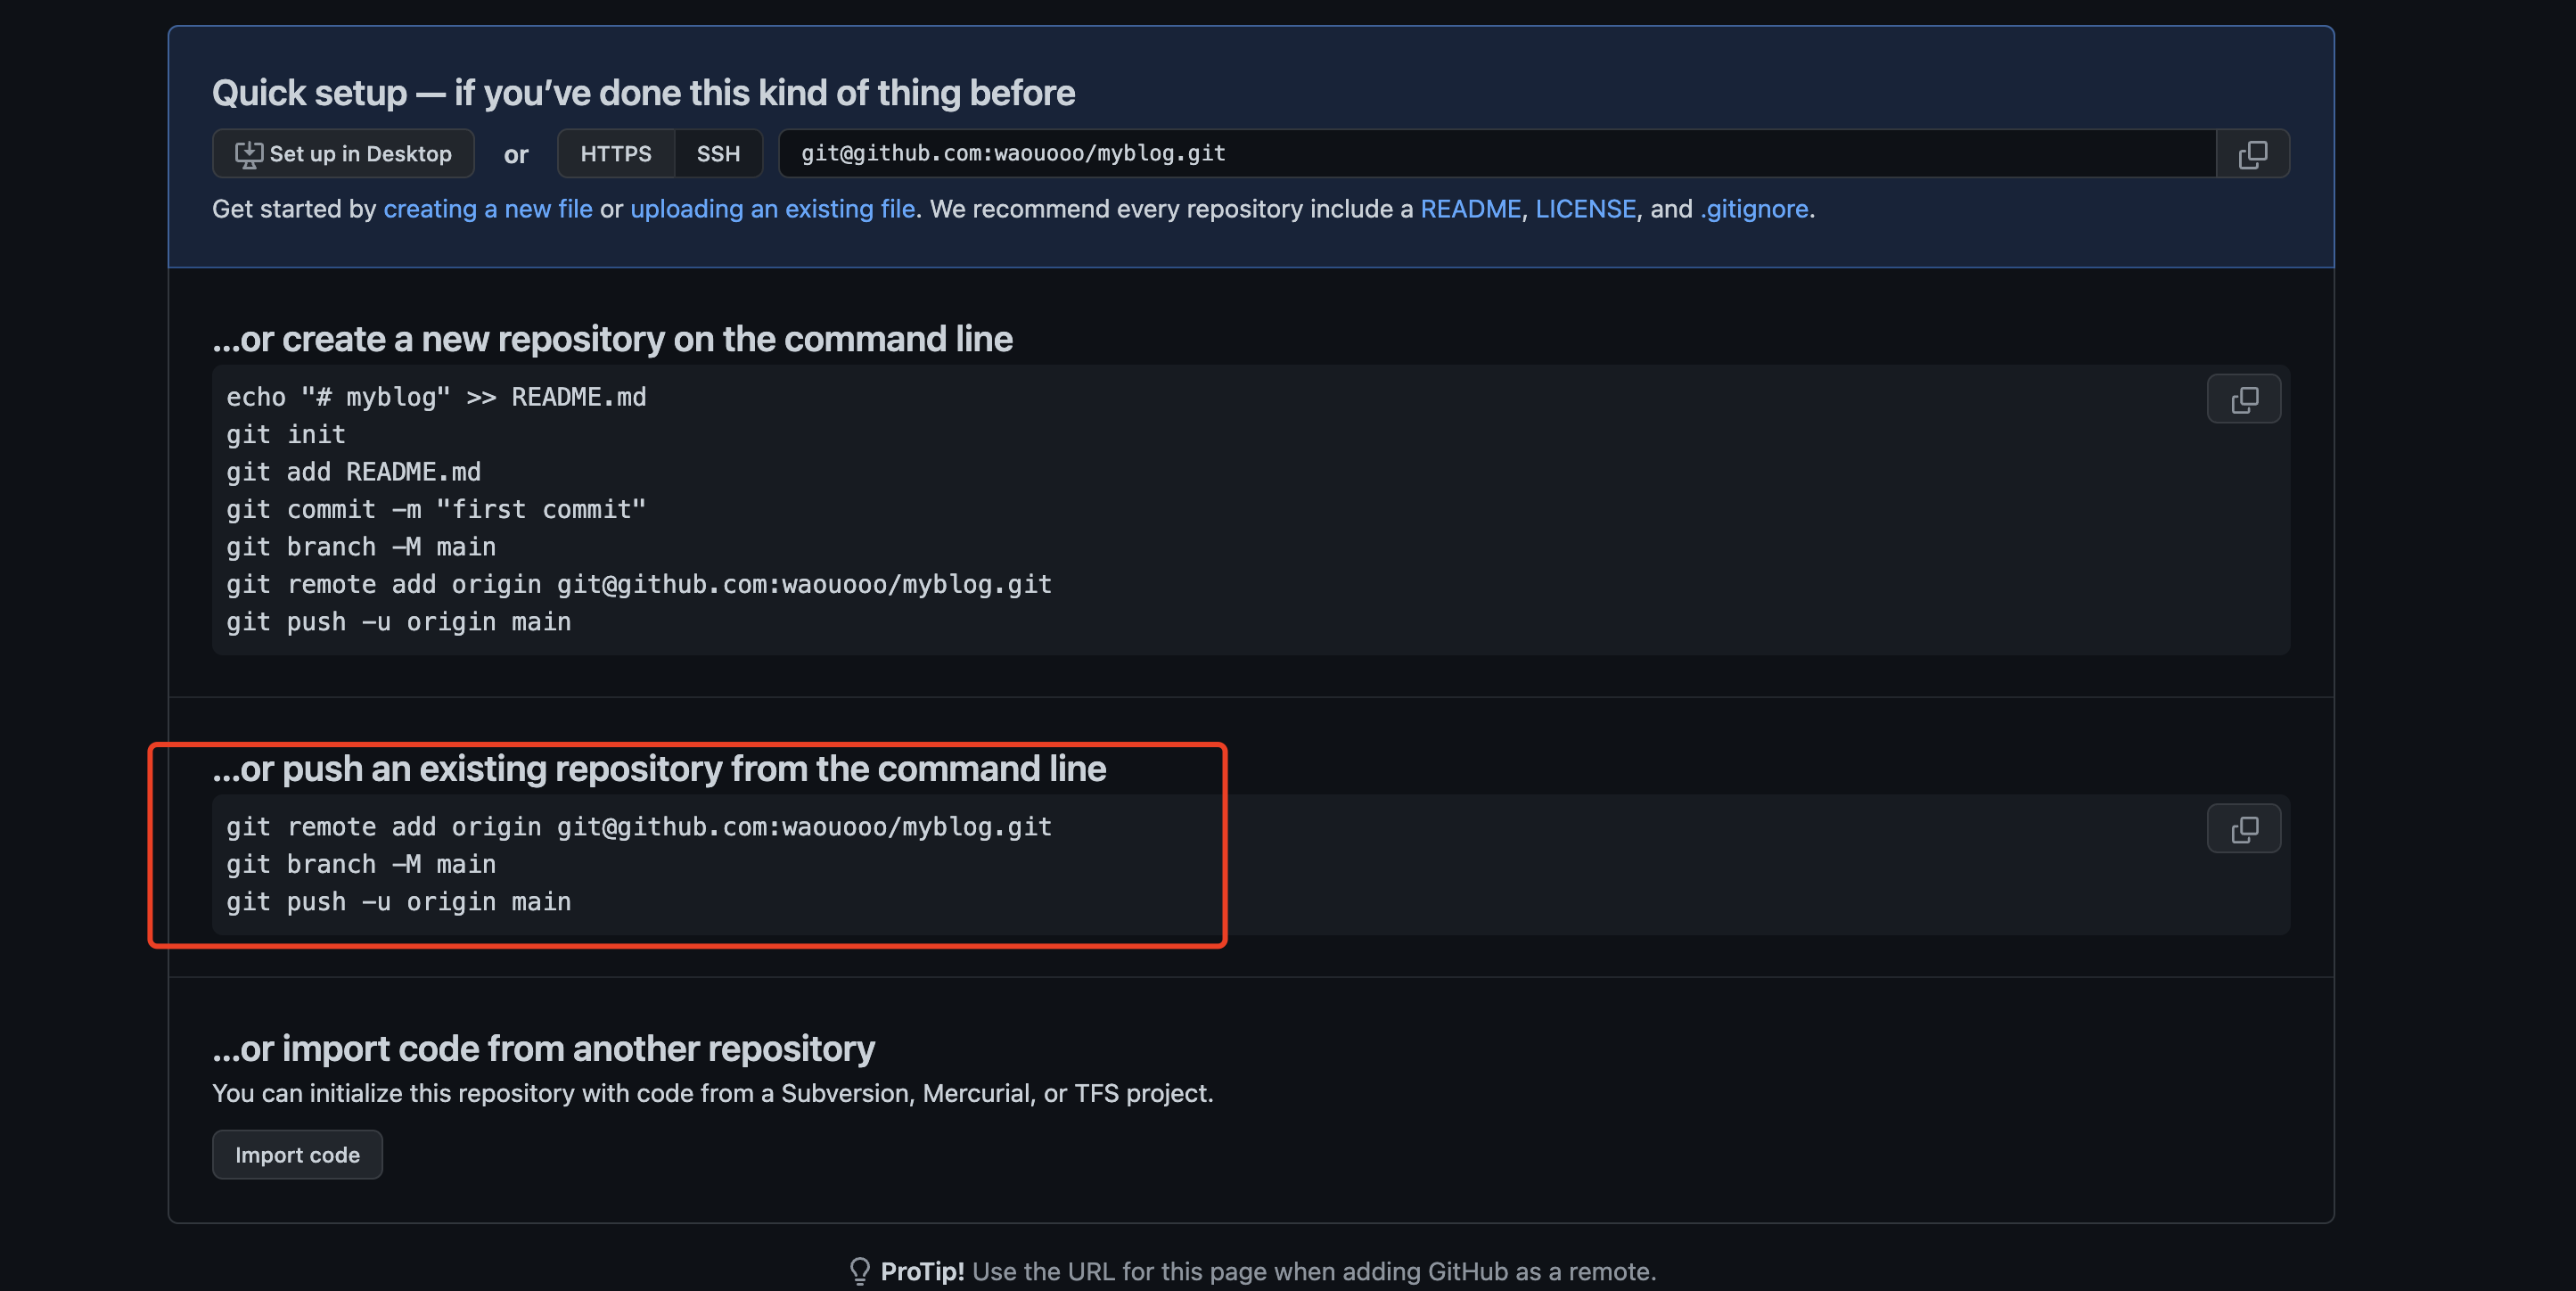 Quick setup — if you’ve done this kind of thing before
Set up in Desktop or HTTPS SSH git@github.com:waouooo/myblog.git
Get started by creating a new file or uploading an existing file. We recommend every repository include a README, LICENSE, and .gitignore.
…or create a new repository on the command line
echo "# myblog" >> README.md
git init
git add README.md
git commit -m "first commit"
git branch -M main
git remote add origin git@github.com:waouooo/myblog.git
git push -u origin main
…or push an existing repository from the command line
git remote add origin git@github.com:waouooo/myblog.git
git branch -M main
git push -u origin main
…or import code from another repository
You can initialize this repository with code from a Subversion, Mercurial, or TFS project.
Import code
ProTip! Use the URL for this page when adding GitHub as a remote.